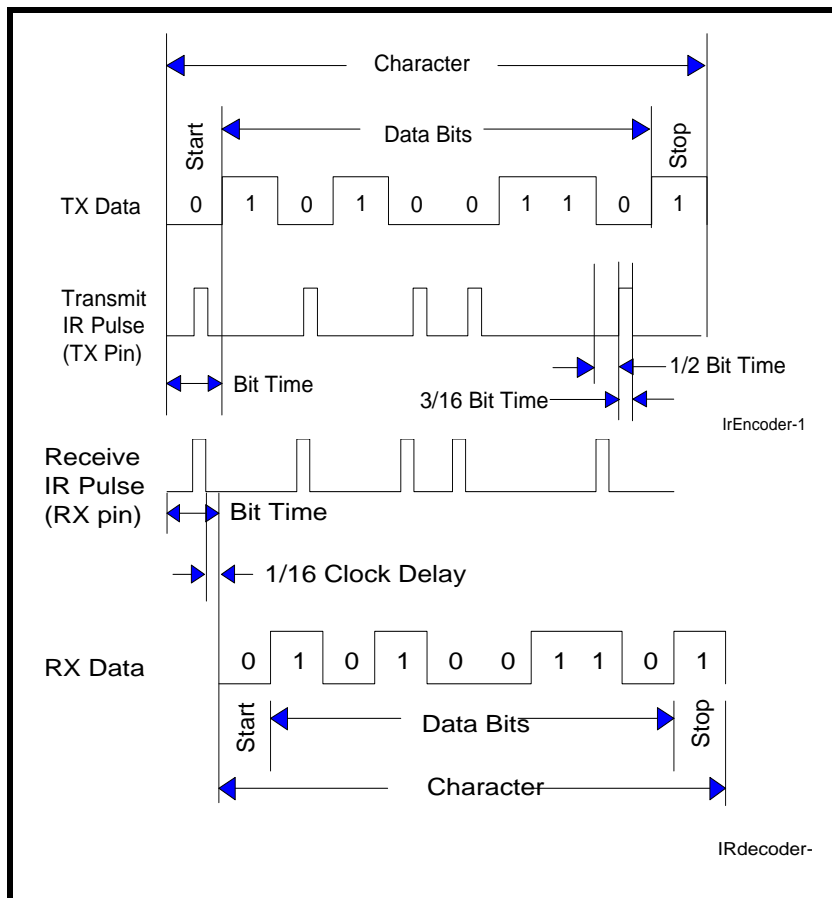 Character
Start
Data Bits
Stop
TX Data
0 1 0 1 0 0 1 1 0 1
Transmit
IR Pulse
(TX Pin)
Bit Time
1/2 Bit Time
3/16 Bit Time
IrEncoder-1
Receive
IR Pulse
(RX pin)
Bit Time
1/16 Clock Delay
RX Data
0 1 0 1 0 0 1 1 0 1
Start
Data Bits
Stop
Character
IRdecoder-